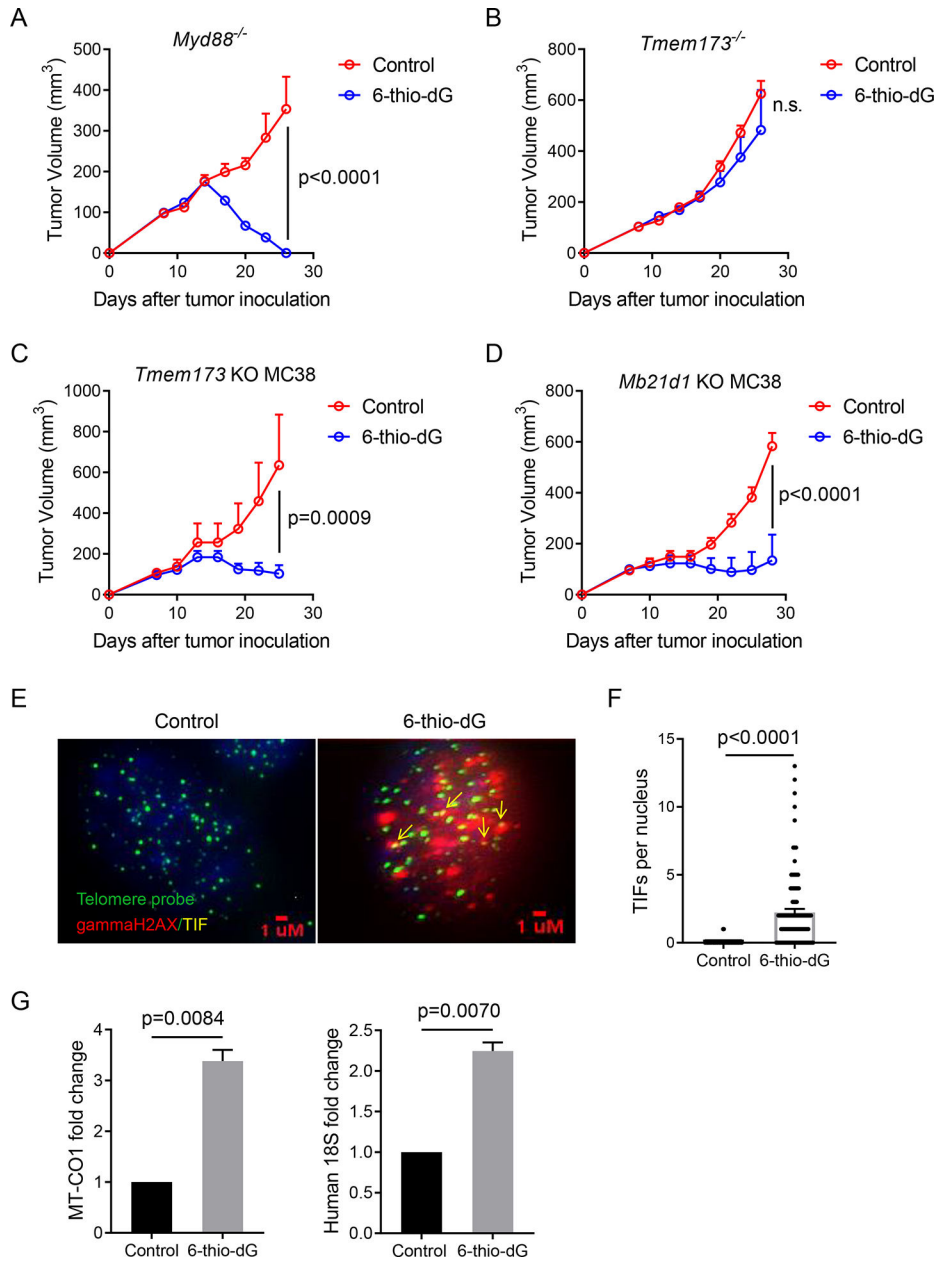 A
Myd88-/-
Control
6-thio-dG
Tumor Volume (mm3)
500
400
300
200
100
0
p<0.0001
0 10 20 30
Days after tumor inoculation
B
Tmem173-/-
Control
6-thio-dG
Tumor Volume (mm3)
800
600
400
200
0
n.s.
0 10 20 30
Days after tumor inoculation
C
Tmem173 KO MC38
Control
6-thio-dG
Tumor Volume (mm3)
1000
800
600
400
200
0
p=0.0009
0 10 20 30
Days after tumor inoculation
D
Mb21d1 KO MC38
Control
6-thio-dG
Tumor Volume (mm3)
800
600
400
200
0
p<0.0001
0 10 20 30
Days after tumor inoculation
E
Control
6-thio-dG
Telomere probe
gammaH2AX/TIF
1 uM
1 uM
F
p<0.0001
TIFs per nucleus
15
10
5
0
Control 6-thio-dG
G
p=0.0084
MT-CO1 fold change
4
3
2
1
0
Control 6-thio-dG
p=0.0070
Human 18S fold change
2.5
2.0
1.5
1.0
0.5
0.0
Control 6-thio-dG